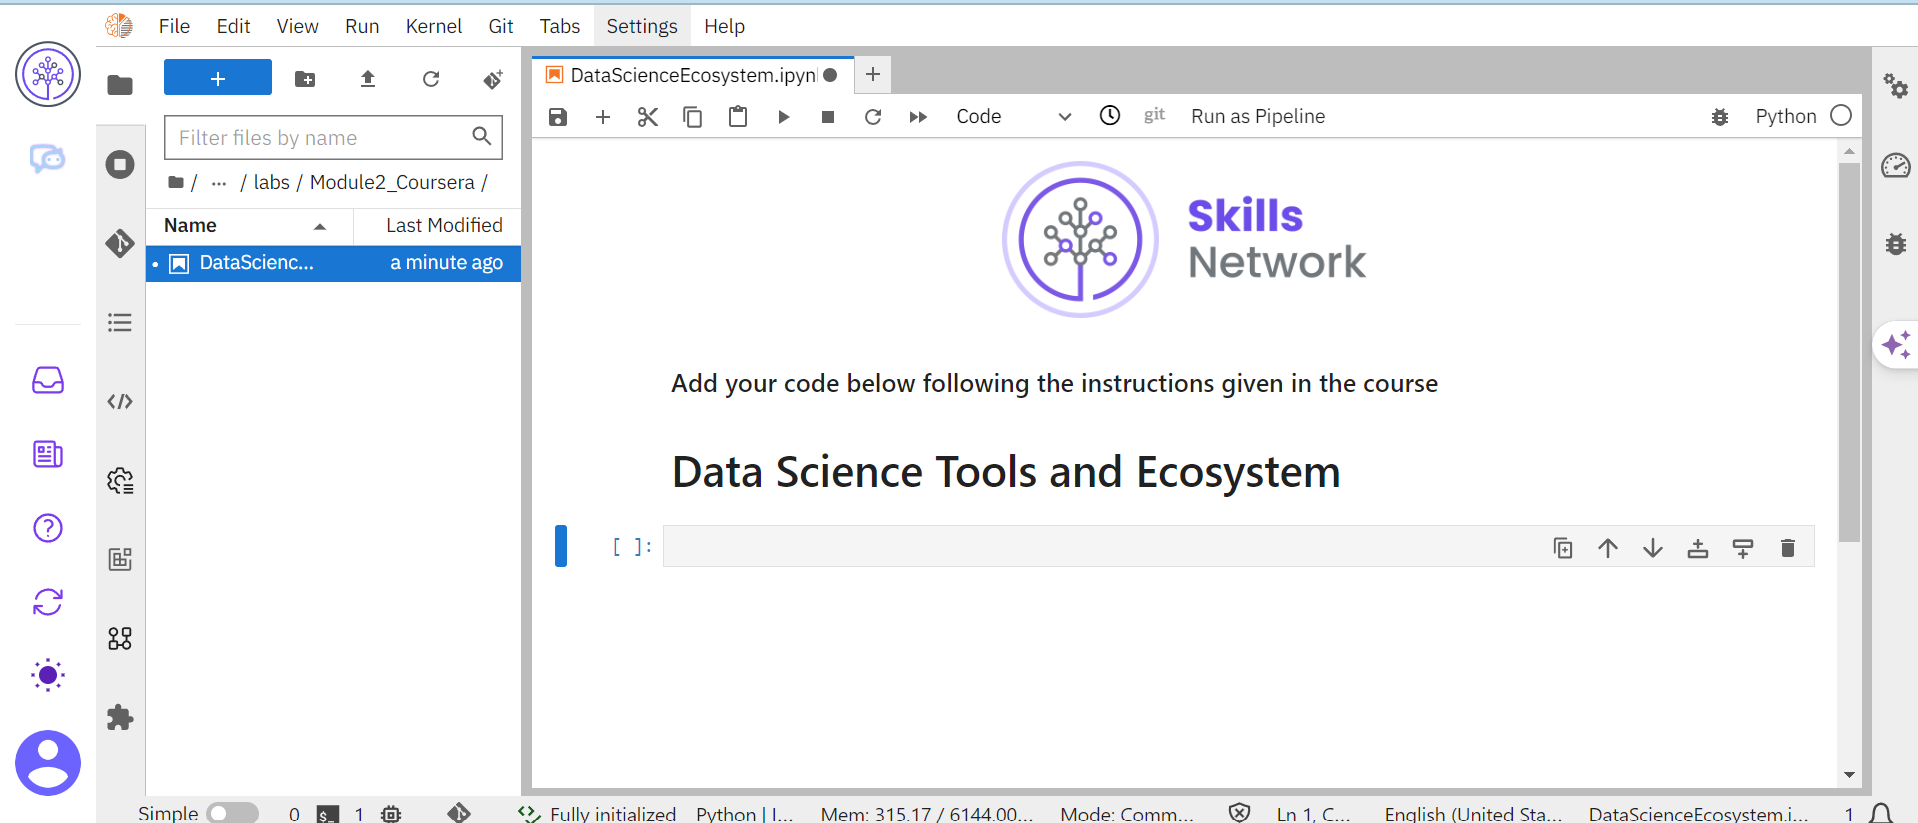 File Edit View Run Kernel Git Tabs Settings Help
DataScienceEcosystem.ipyn
Code git Run as Pipeline Python
Filter files by name
/ ... / labs / Module2_Coursera /
Name Last Modified
DataScienc... a minute ago
Skills
Network
Add your code below following the instructions given in the course
Data Science Tools and Ecosystem
[ ]:
Simple 0 $_ 1 Fully initialized Python | I... Mem: 315.17 / 6144.00... Mode: Comm... Ln 1, C... English (United Sta... DataScienceEcosystem.i... 1